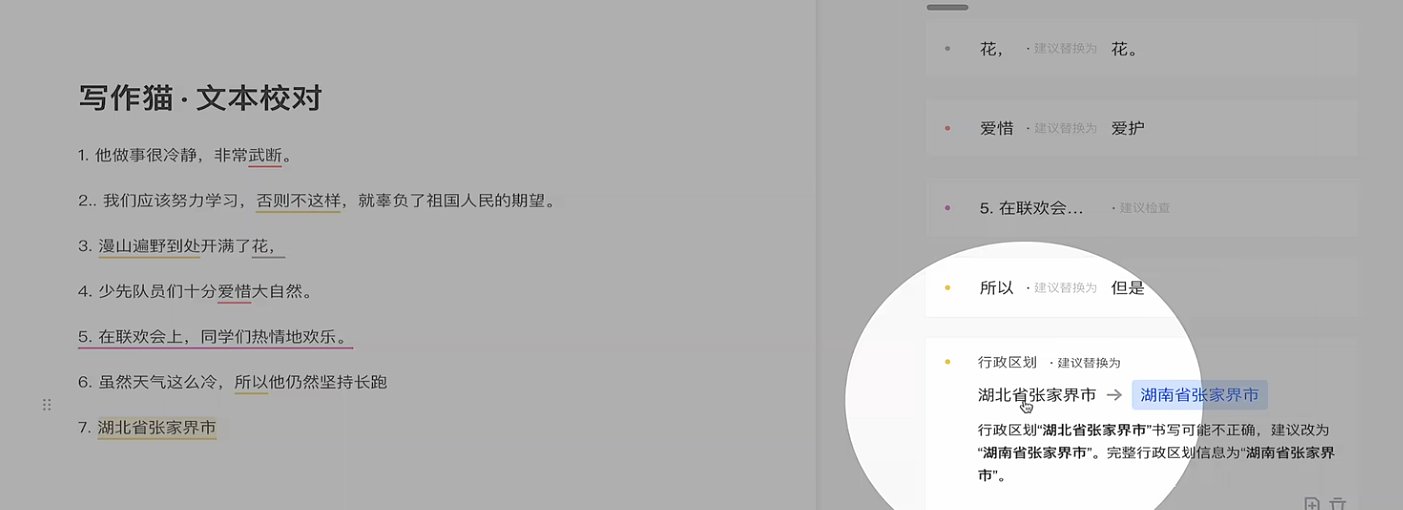 写作猫 · 文本校对
1. 他做事很冷静，非常武断。
2.. 我们应该努力学习，否则不这样，就辜负了祖国人民的期望。
3. 漫山遍野到处开满了花，
4. 少先队员们十分爱惜大自然。
5. 在联欢会上，同学们热情地欢乐。
6. 虽然天气这么冷，所以他仍然坚持长跑
7. 湖北省张家界市
花， · 建议替换为 花。
爱惜 · 建议替换为 爱护
5. 在联欢会... · 建议检查
所以 · 建议替换为 但是
行政区划 · 建议替换为
湖北省张家界市 → 湖南省张家界市
行政区划“湖北省张家界市”书写可能不正确，建议改为
“湖南省张家界市”。完整行政区划信息为“湖南省张家界
市”。